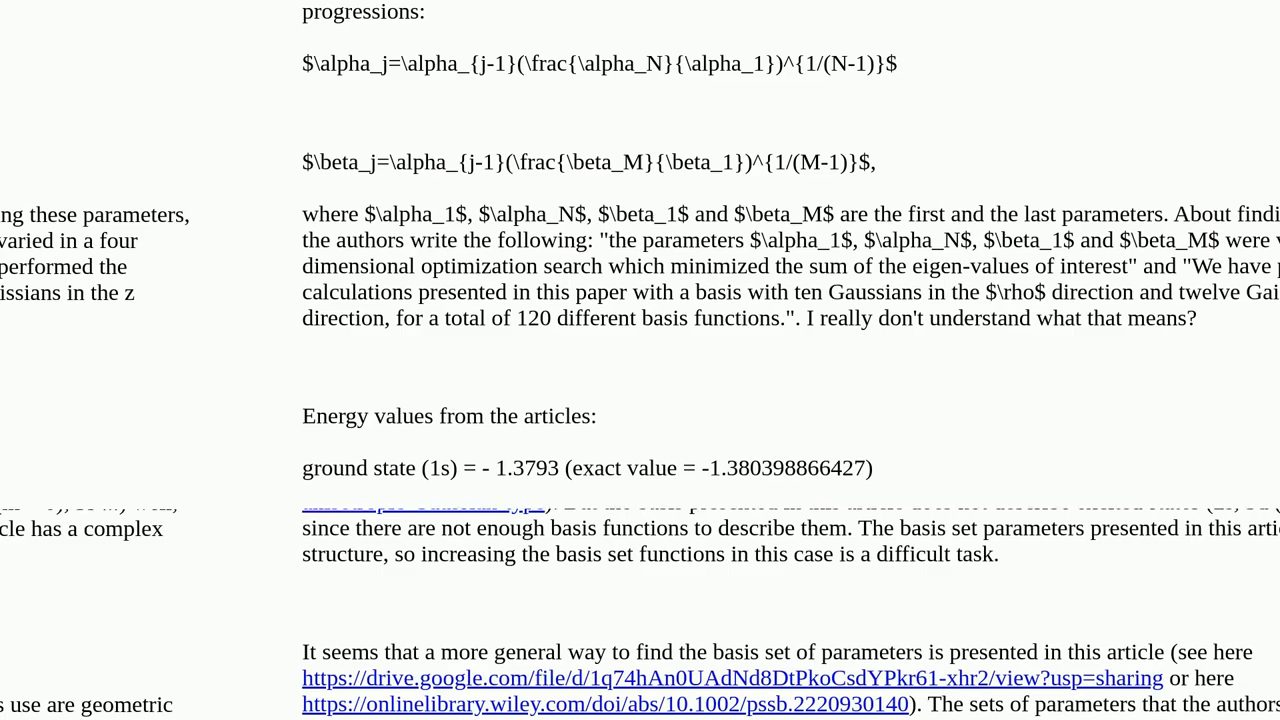 progressions:
$\alpha_j=\alpha_{j-1}(\frac{\alpha_N}{\alpha_1})^{1/(N-1)}$
$\beta_j=\alpha_{j-1}(\frac{\beta_M}{\beta_1})^{1/(M-1)}$,
ng these parameters, where $\alpha_1$, $\alpha_N$, $\beta_1$ and $\beta_M$ are the first and the last parameters. About findi
varied in a four the authors write the following: "the parameters $\alpha_1$, $\alpha_N$, $\beta_1$ and $\beta_M$ were v
performed the dimensional optimization search which minimized the sum of the eigen-values of interest" and "We have p
issians in the z calculations presented in this paper with a basis with ten Gaussians in the $\rho$ direction and twelve Gai
direction, for a total of 120 different basis functions.". I really don't understand what that means?
Energy values from the articles:
ground state (1s) = - 1.3793 (exact value = -1.380398866427)
cle has a complex since there are not enough basis functions to describe them. The basis set parameters presented in this arti
structure, so increasing the basis set functions in this case is a difficult task.
It seems that a more general way to find the basis set of parameters is presented in this article (see here
https://drive.google.com/file/d/1q74hAn0UAdNd8DtPkoCsdYPkr61-xhr2/view?usp=sharing or here
s use are geometric https://onlinelibrary.wiley.com/doi/abs/10.1002/pssb.2220930140). The sets of parameters that the authors